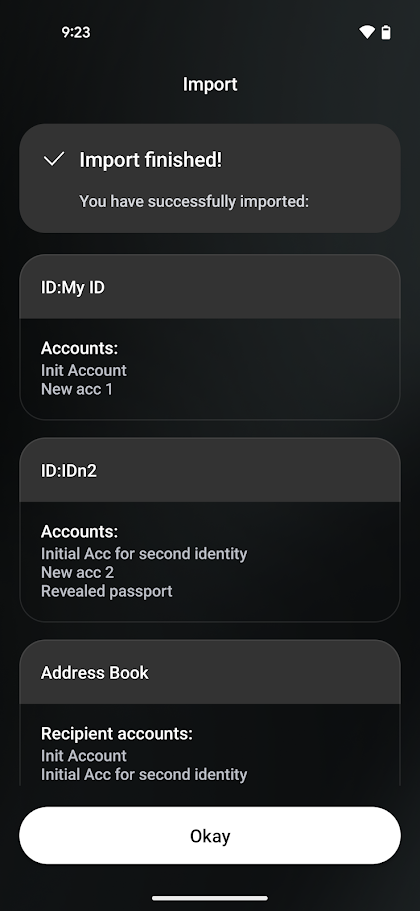 9:23
Import
Import finished!
You have successfully imported:
ID:My ID
Accounts:
Init Account
New acc 1
ID:IDn2
Accounts:
Initial Acc for second identity
New acc 2
Revealed passport
Address Book
Recipient accounts:
Init Account
Initial Acc for second identity
Okay